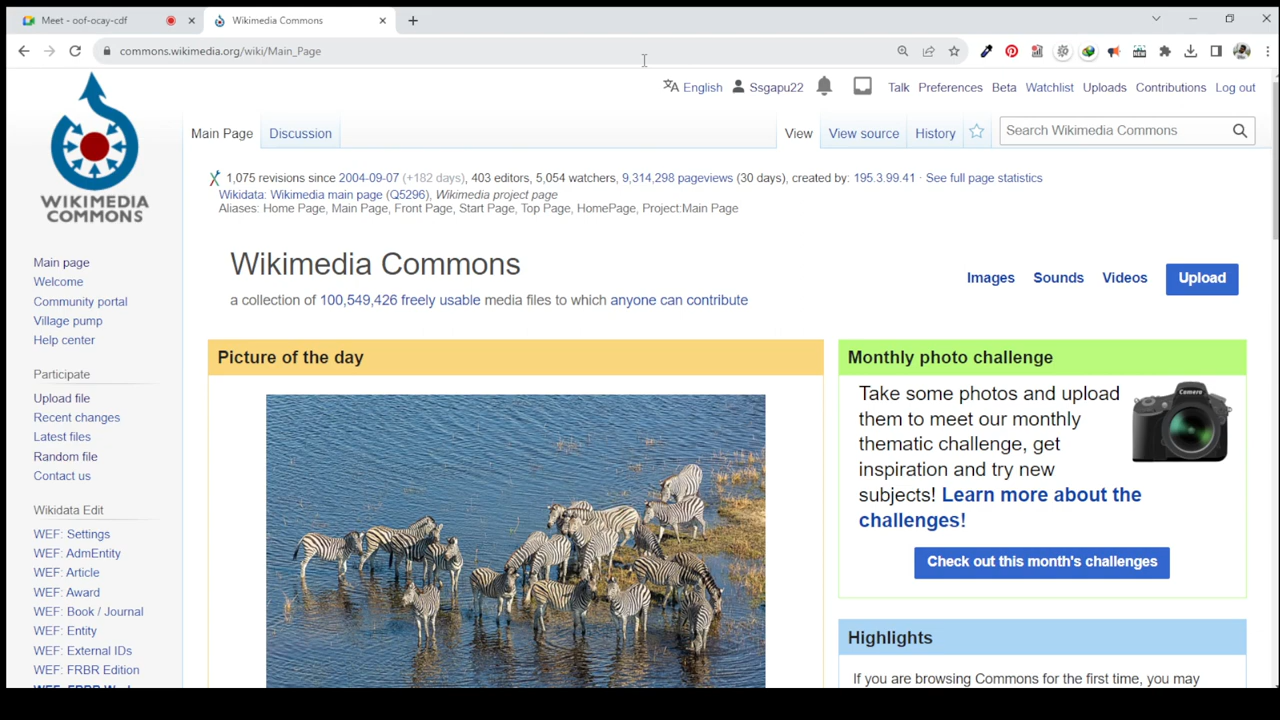 Meet - oof-ocay-cdf
Wikimedia Commons
commons.wikimedia.org/wiki/Main_Page
English Ssgapu22 Talk Preferences Beta Watchlist Uploads Contributions Log out
WIKIMEDIA
COMMONS
Main Page Discussion View View source History Search Wikimedia Commons
1,075 revisions since 2004-09-07 (+182 days), 403 editors, 5,054 watchers, 9,314,298 pageviews (30 days), created by: 195.3.99.41 · See full page statistics
Wikidata: Wikimedia main page (Q5296), Wikimedia project page
Aliases: Home Page, Main Page, Front Page, Start Page, Top Page, HomePage, Project:Main Page
Main page
Welcome
Community portal
Village pump
Help center
Participate
Upload file
Recent changes
Latest files
Random file
Contact us
Wikidata Edit
WEF: Settings
WEF: AdmEntity
WEF: Article
WEF: Award
WEF: Book / Journal
WEF: Entity
WEF: External IDs
WEF: FRBR Edition
Wikimedia Commons
a collection of 100,549,426 freely usable media files to which anyone can contribute
Images Sounds Videos Upload
Picture of the day
Monthly photo challenge
Take some photos and upload
them to meet our monthly
thematic challenge, get
inspiration and try new
subjects! Learn more about the
challenges!
Camera
Check out this month's challenges
Highlights
If you are browsing Commons for the first time, you may